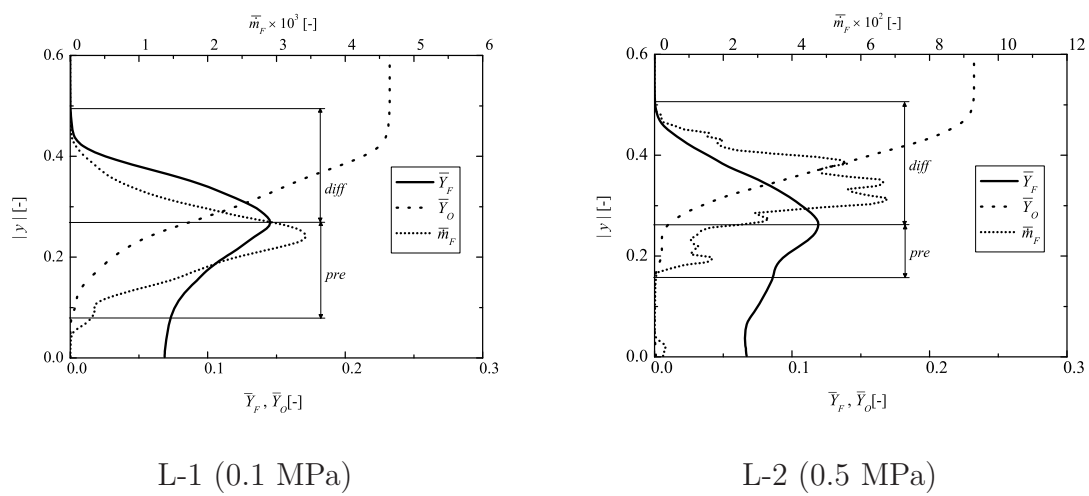 m̄̇_F × 10³ [-]
0 1 2 3 4 5 6
0.6
0.4
0.2
0.0
| y | [-]
diff
pre
Ȳ_F
Ȳ_O
m̄_F
0.0 0.1 0.2 0.3
Ȳ_F , Ȳ_O[-]
L-1 (0.1 MPa)
m̄̇_F × 10² [-]
0 2 4 6 8 10 12
0.6
0.4
0.2
0.0
| y | [-]
diff
pre
Ȳ_F
Ȳ_O
m̄_F
0.0 0.1 0.2 0.3
Ȳ_F , Ȳ_O[-]
L-2 (0.5 MPa)